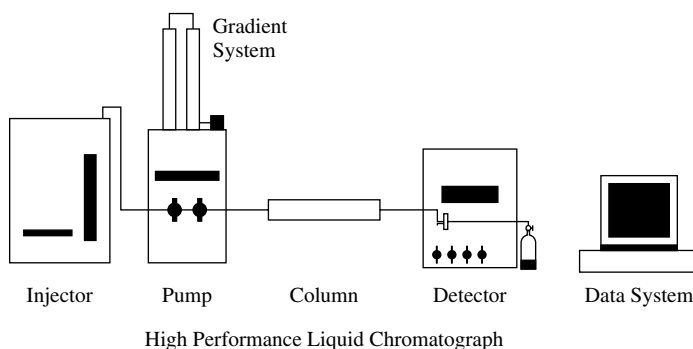 Gradient
System
Injector
Pump
Column
Detector
Data System
High Performance Liquid Chromatograph